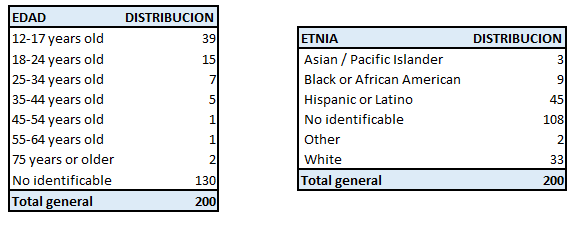 EDAD DISTRIBUCION
12-17 years old 39
18-24 years old 15
25-34 years old 7
35-44 years old 5
45-54 years old 1
55-64 years old 1
75 years or older 2
No identificable 130
Total general 200
ETNIA DISTRIBUCION
Asian / Pacific Islander 3
Black or African American 9
Hispanic or Latino 45
No identificable 108
Other 2
White 33
Total general 200